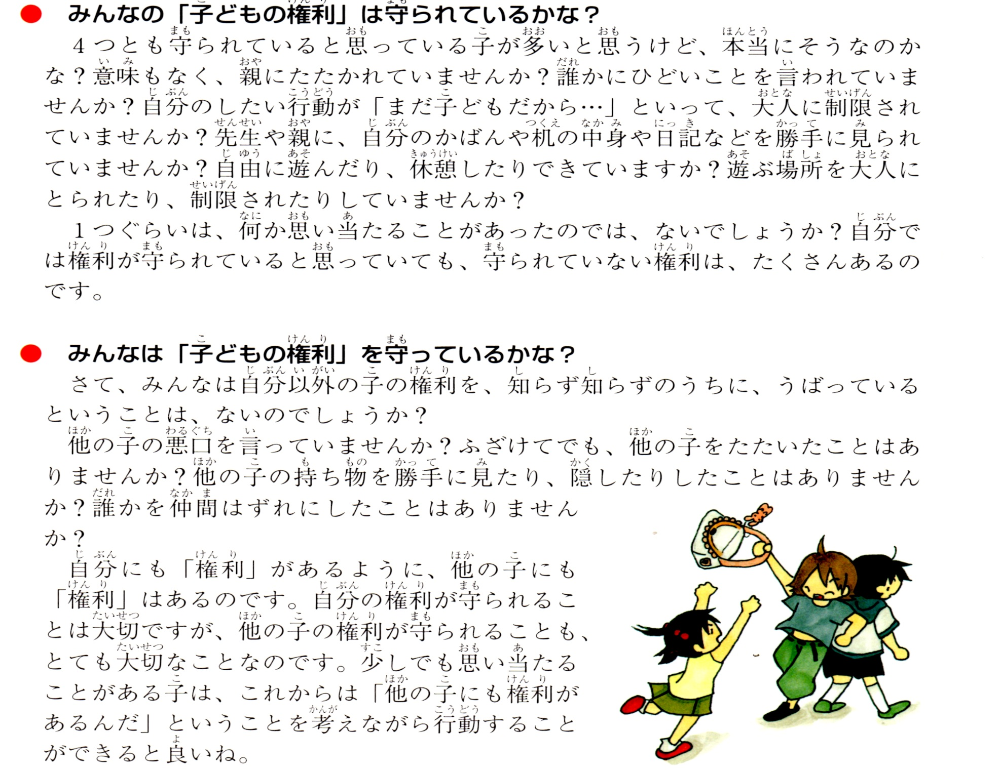 みんなの「子どもの権利」は守られているかな？
4つとも守られていると思っている子が多いと思うけど、本当にそうなのか
な？意味もなく、親にたたかれていませんか？誰かにひどいことを言われていま
せんか？自分のしたい行動が「まだ子どもだから…」といって、大人に制限され
ていませんか？先生や親に、自分のかばんや机の中身や日記などを勝手に見られ
ていませんか？自由に遊んだり、休憩したりできていますか？遊ぶ場所を大人に
とられたり、制限されたりしていませんか？
1つぐらいは、何か思い当たることがあったのでは、ないでしょうか？自分で
は権利が守られていると思っていても、守られていない権利は、たくさんあるの
です。
みんなは「子どもの権利」を守っているかな？
さて、みんなは自分以外の子の権利を、知らず知らずのうちに、うばっている
ということは、ないのでしょうか？
他の子の悪口を言っていませんか？ふざけてでも、他の子をたたいたことはあ
りませんか？他の子の持ち物を勝手に見たり、隠したりしたことはありません
か？誰かを仲間はずれにしたことはありません
か？
自分にも「権利」があるように、他の子にも
「権利」はあるのです。自分の権利が守られるこ
とは大切ですが、他の子の権利が守られることも、
とても大切なことなのです。少しでも思い当たる
ことがある子は、これからは「他の子にも権利が
あるんだ」ということを考えながら行動すること
ができると良いね。